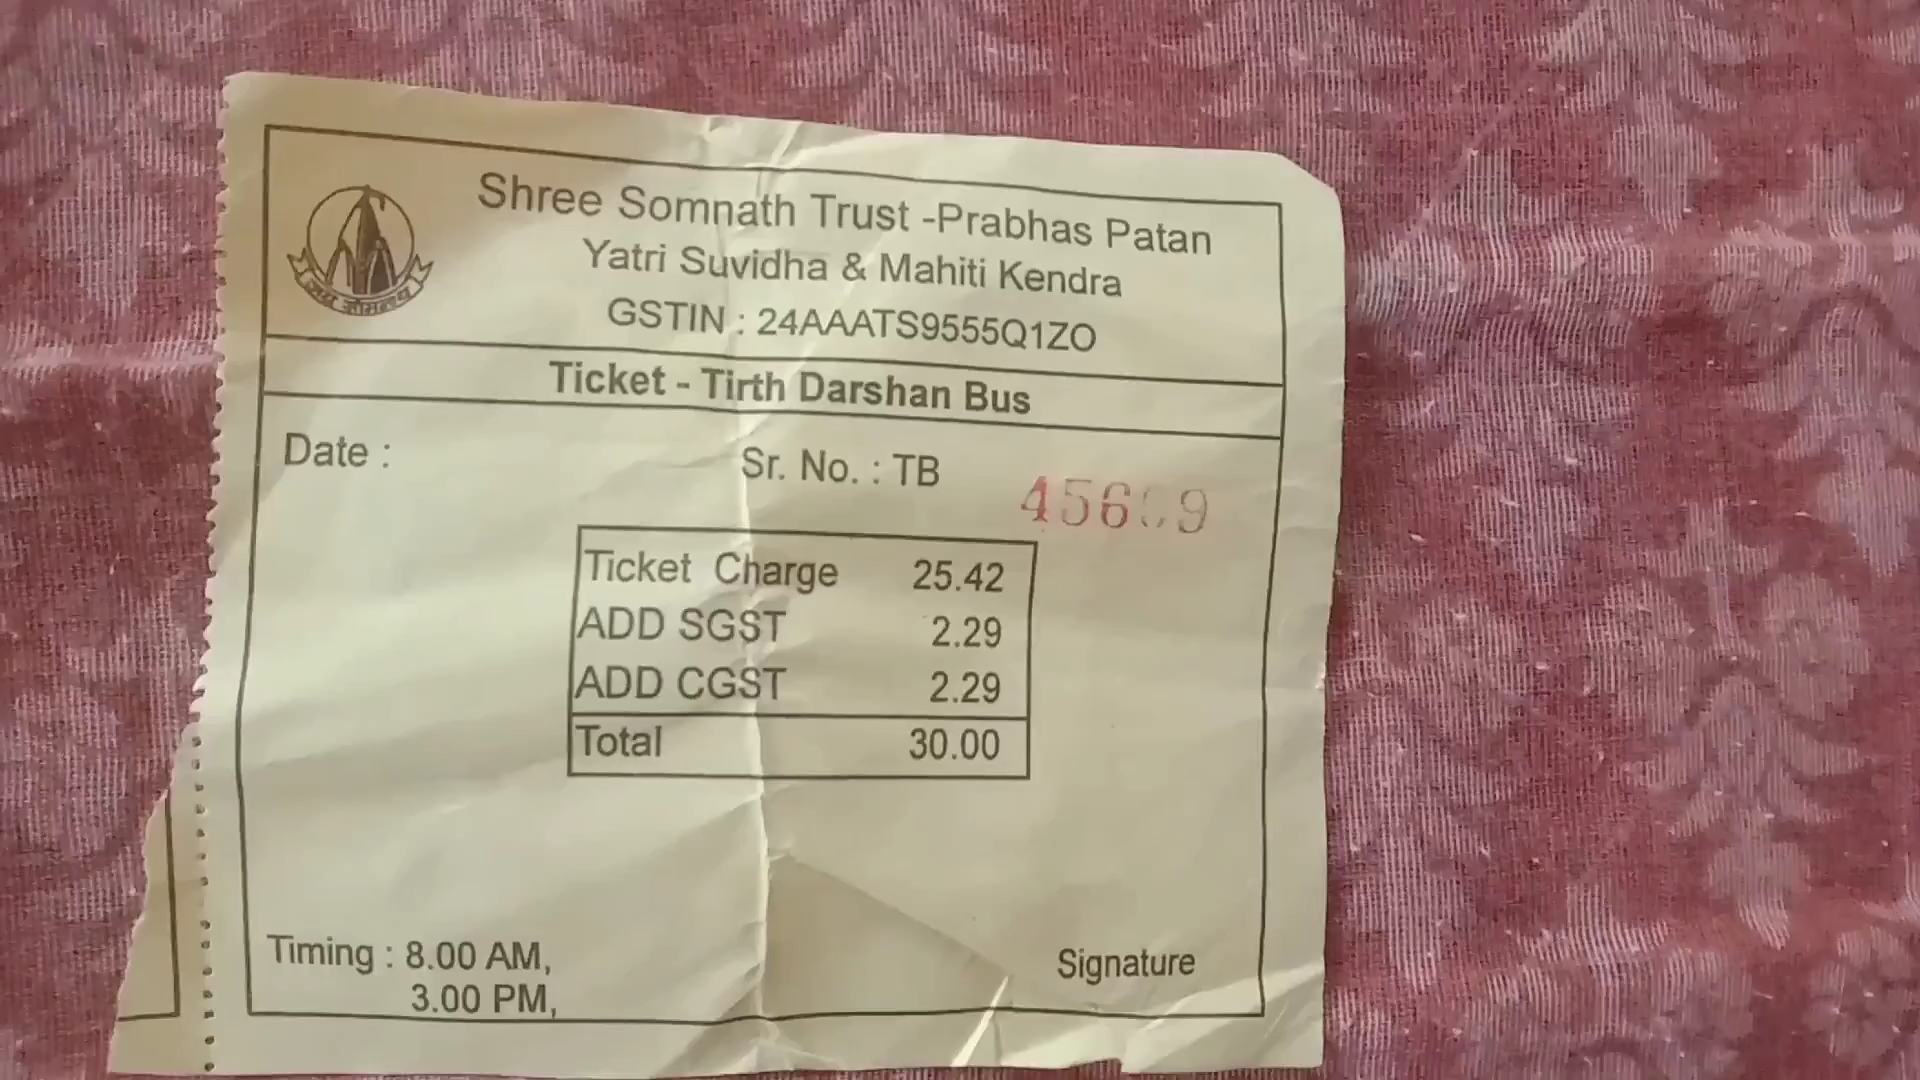 Shree Somnath Trust -Prabhas Patan
Yatri Suvidha & Mahiti Kendra
GSTIN : 24AAATS9555Q1ZO
जय सोमनाथ
Ticket - Tirth Darshan Bus
Date :
Sr. No. : TB
Ticket Charge 25.42
ADD SGST 2.29
ADD CGST 2.29
Total 30.00
Timing : 8.00 AM,
3.00 PM,
Signature